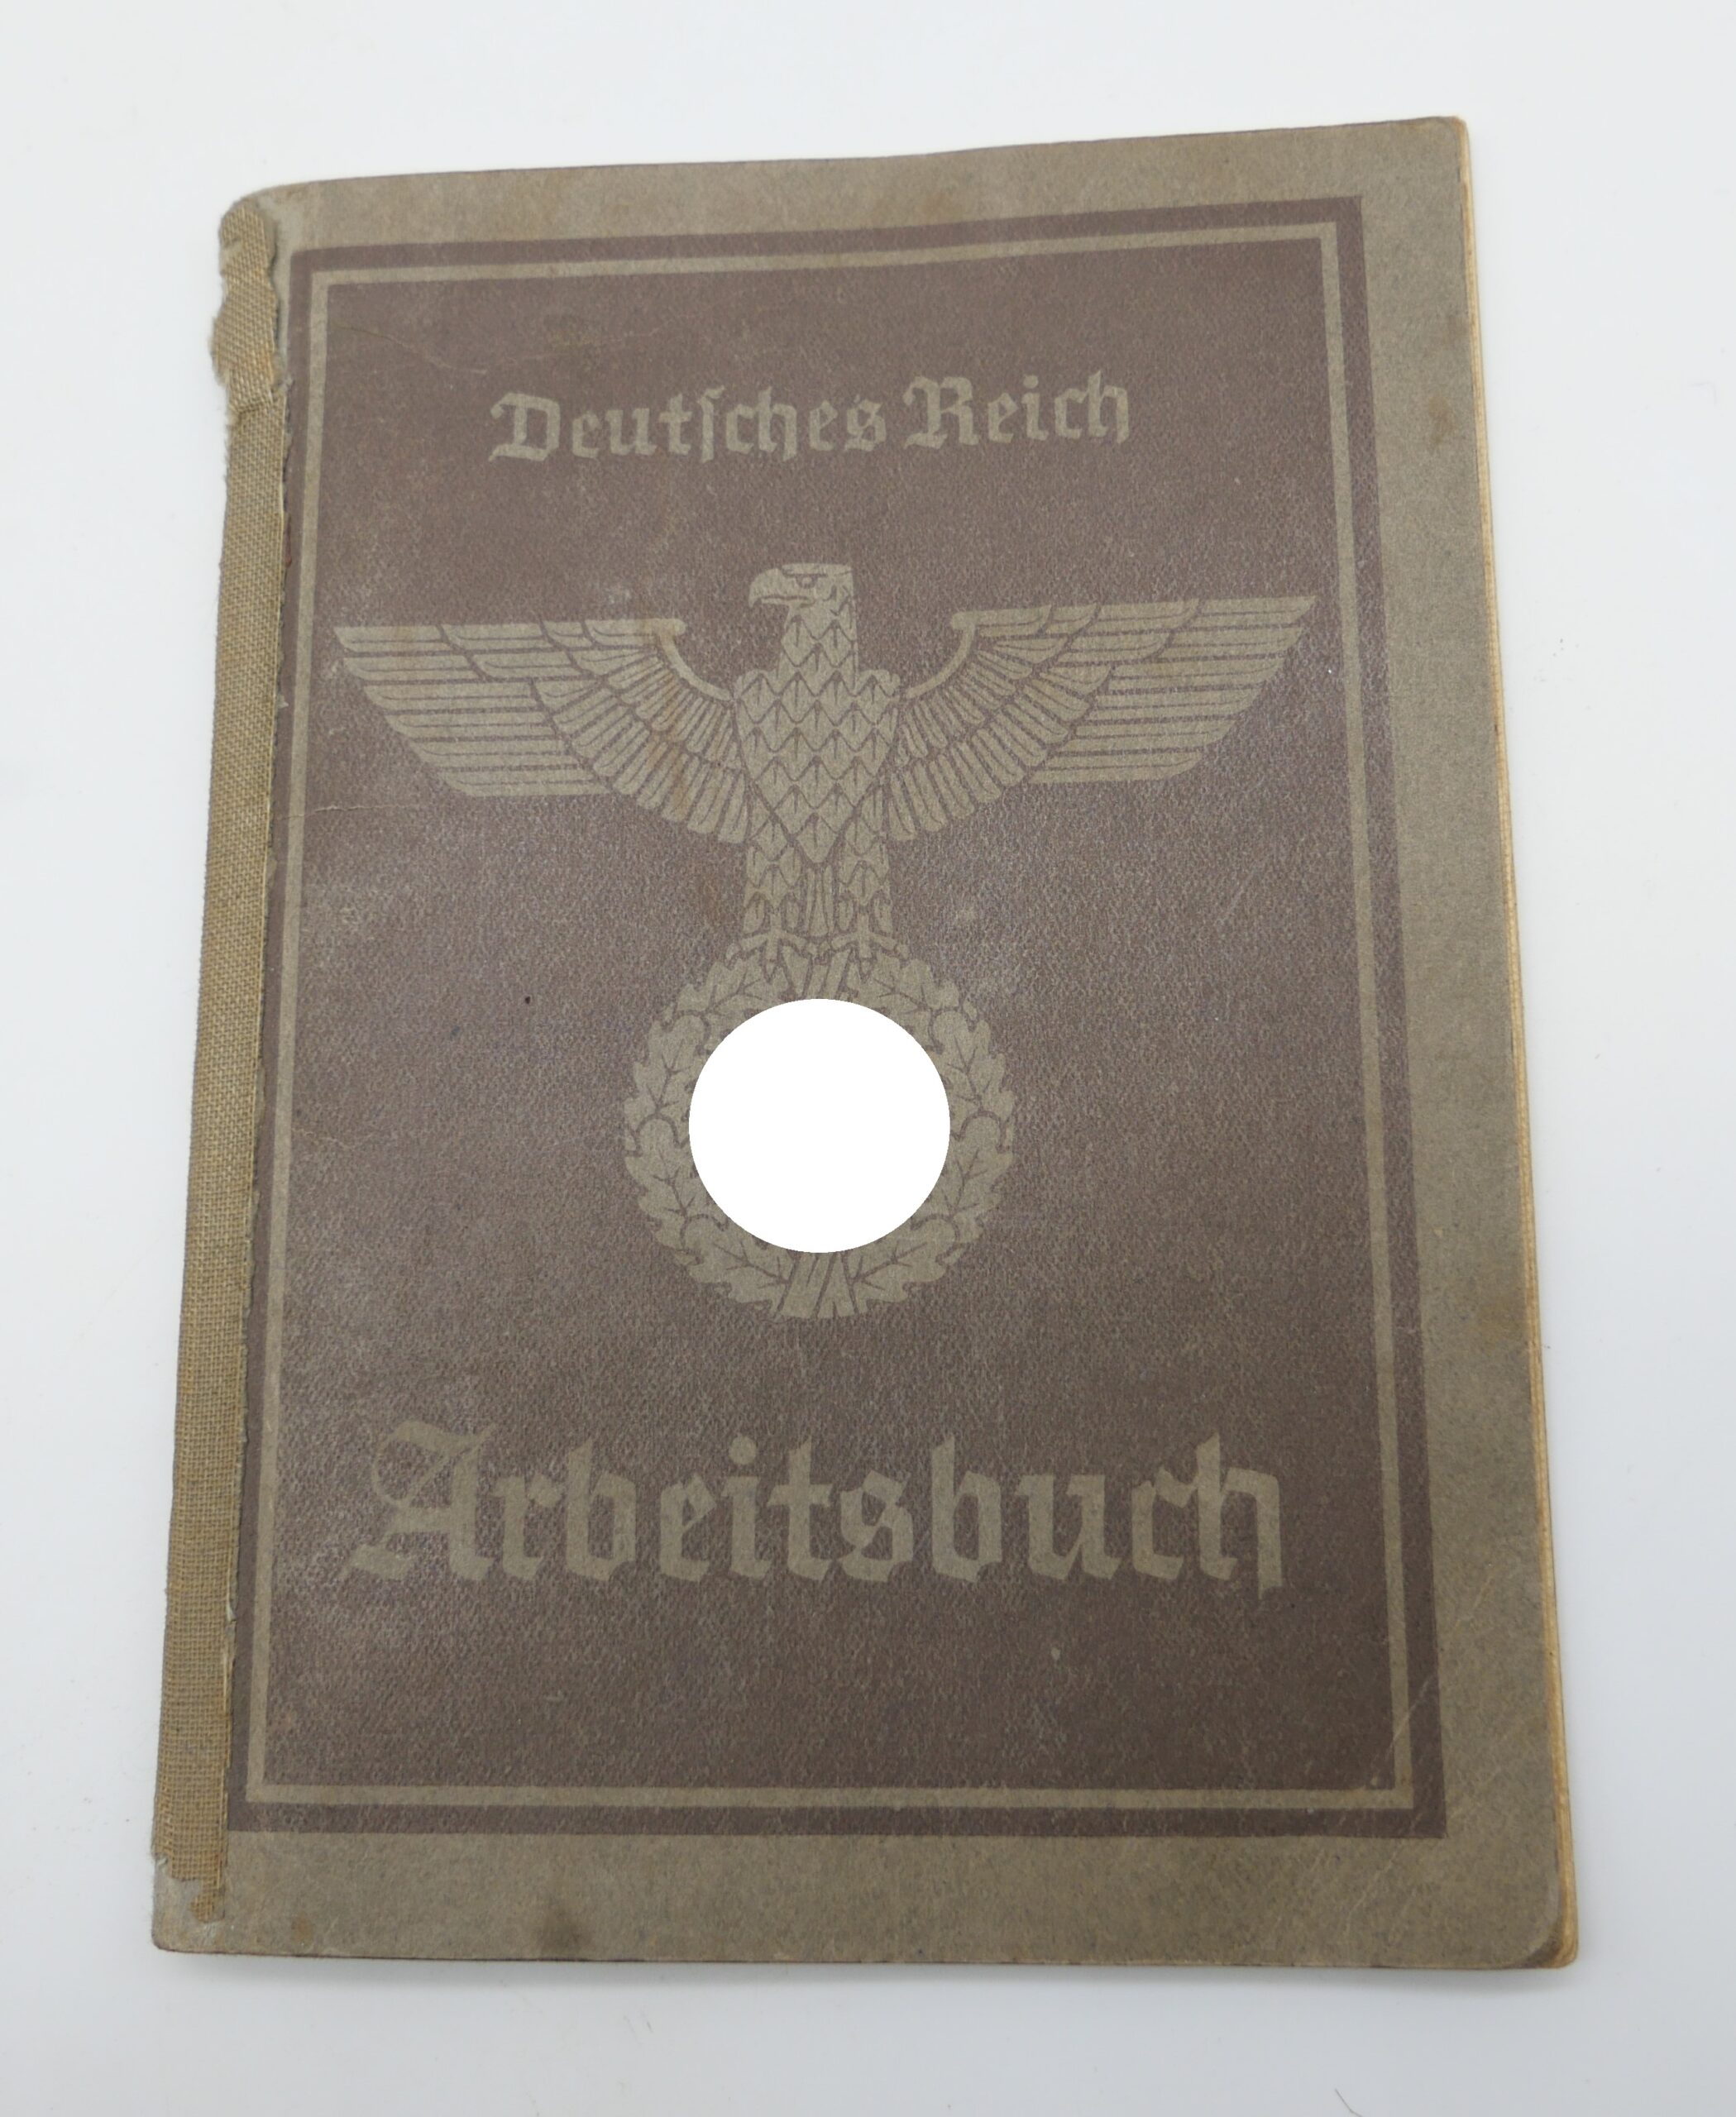 Deutſches Reich
Arbeitsbuch